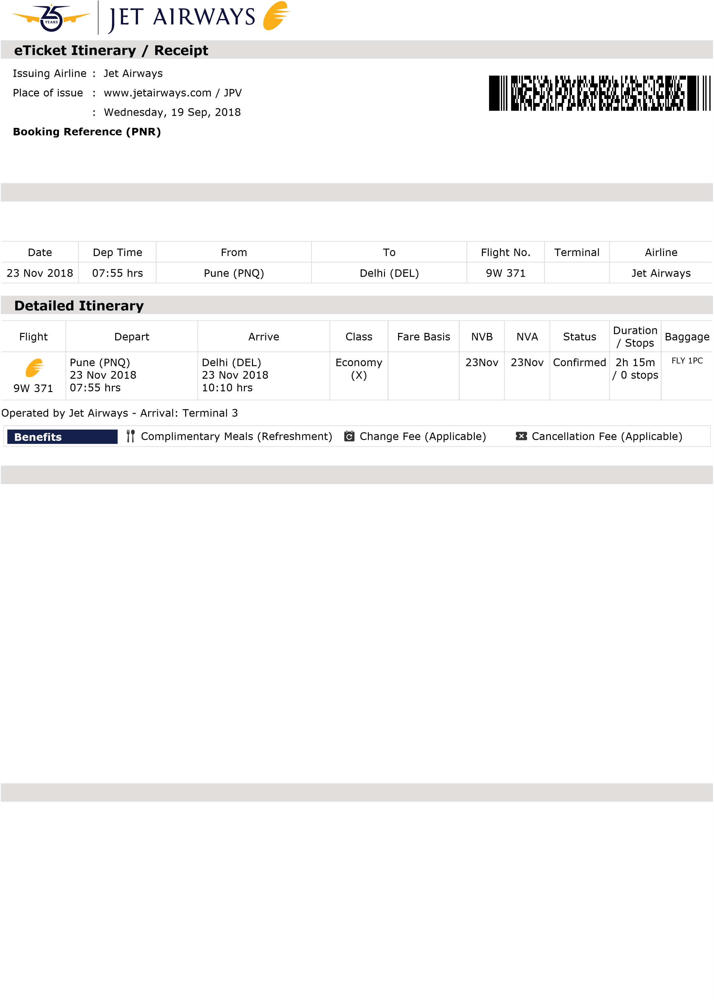 25 YEARS JET AIRWAYS
eTicket Itinerary / Receipt
Issuing Airline : Jet Airways
Place of issue : www.jetairways.com / JPV
: Wednesday, 19 Sep, 2018
Booking Reference (PNR)
Date Dep Time From To Flight No. Terminal Airline
23 Nov 2018 07:55 hrs Pune (PNQ) Delhi (DEL) 9W 371 Jet Airways
Detailed Itinerary
Flight Depart Arrive Class Fare Basis NVB NVA Status Duration / Stops Baggage
Pune (PNQ) Delhi (DEL) Economy 23Nov 23Nov Confirmed 2h 15m FLY 1PC
23 Nov 2018 23 Nov 2018 (X) / 0 stops
9W 371 07:55 hrs 10:10 hrs
Operated by Jet Airways - Arrival: Terminal 3
Benefits Complimentary Meals (Refreshment) Change Fee (Applicable) Cancellation Fee (Applicable)